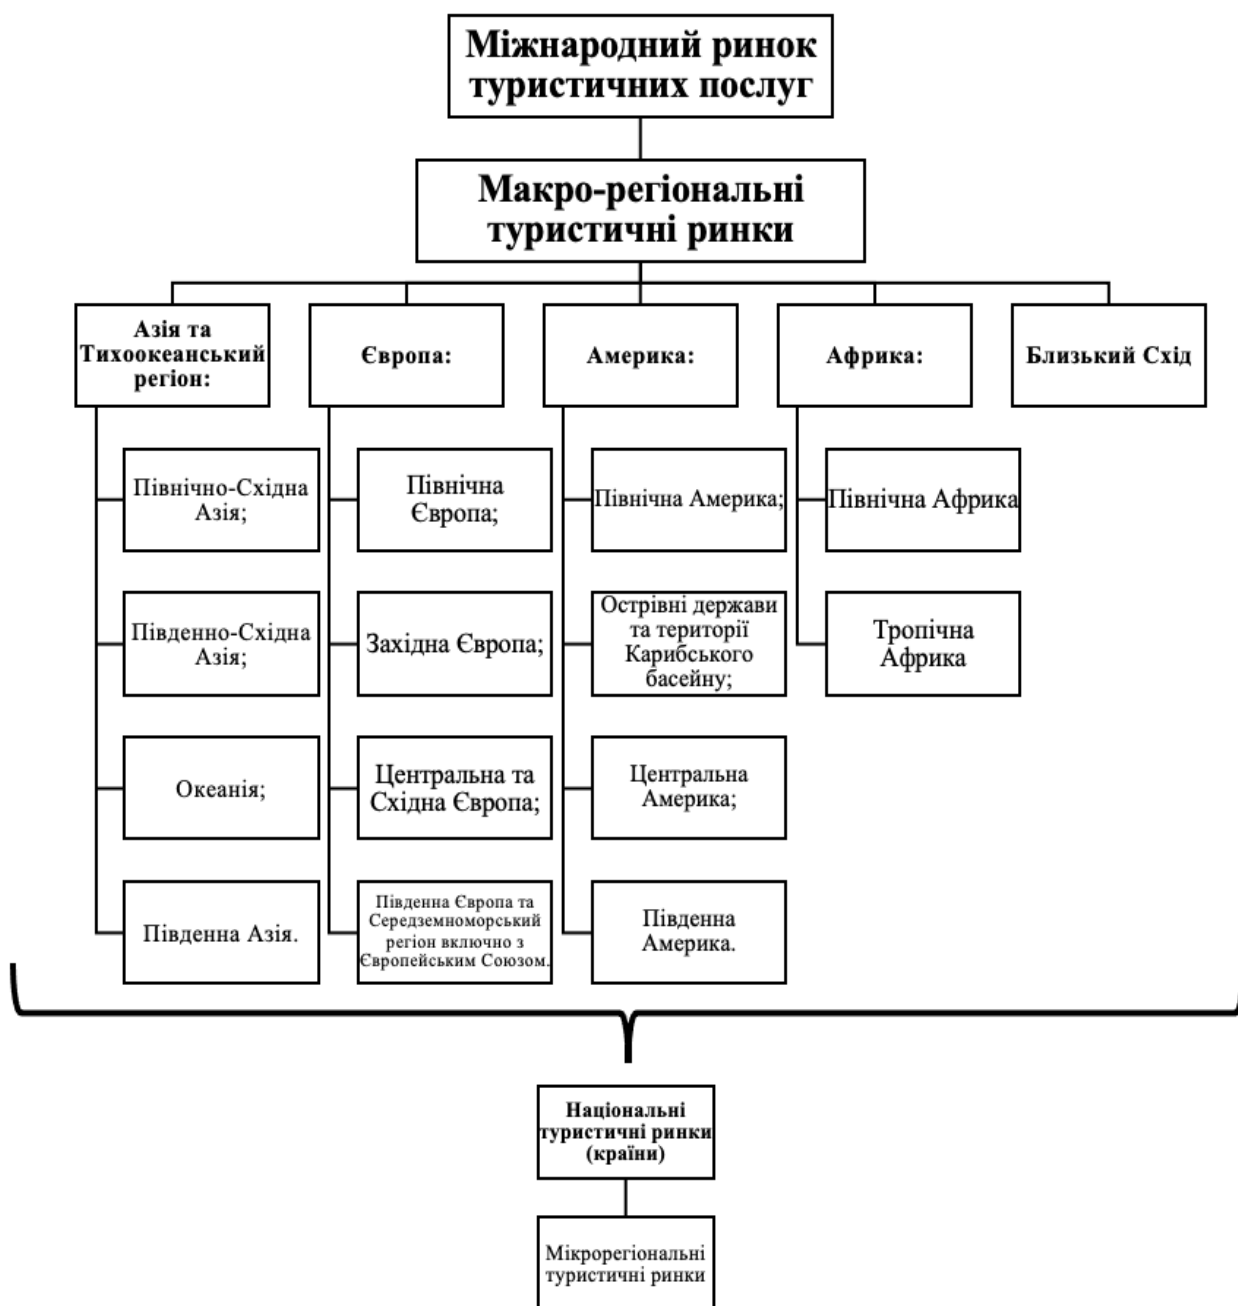 Міжнародний ринок
туристичних послуг
Макро-регіональні
туристичні ринки
Азія та
Тихоокеанський
регіон:
Європа:
Америка:
Африка:
Близький Схід
Північно-Східна
Азія;
Північна
Європа;
Північна Америка;
Північна Африка
Південно-Східна
Азія;
Західна Європа;
Острівні держави
та території
Карибського
басейну;
Тропічна
Африка
Океанія;
Центральна та
Східна Європа;
Центральна
Америка;
Південна Азія.
Південна Європа та
Середземноморський
регіон включно з
Європейським Союзом.
Південна
Америка.
Національні
туристичні ринки
(країни)
Мікрорегіональні
туристичні ринки